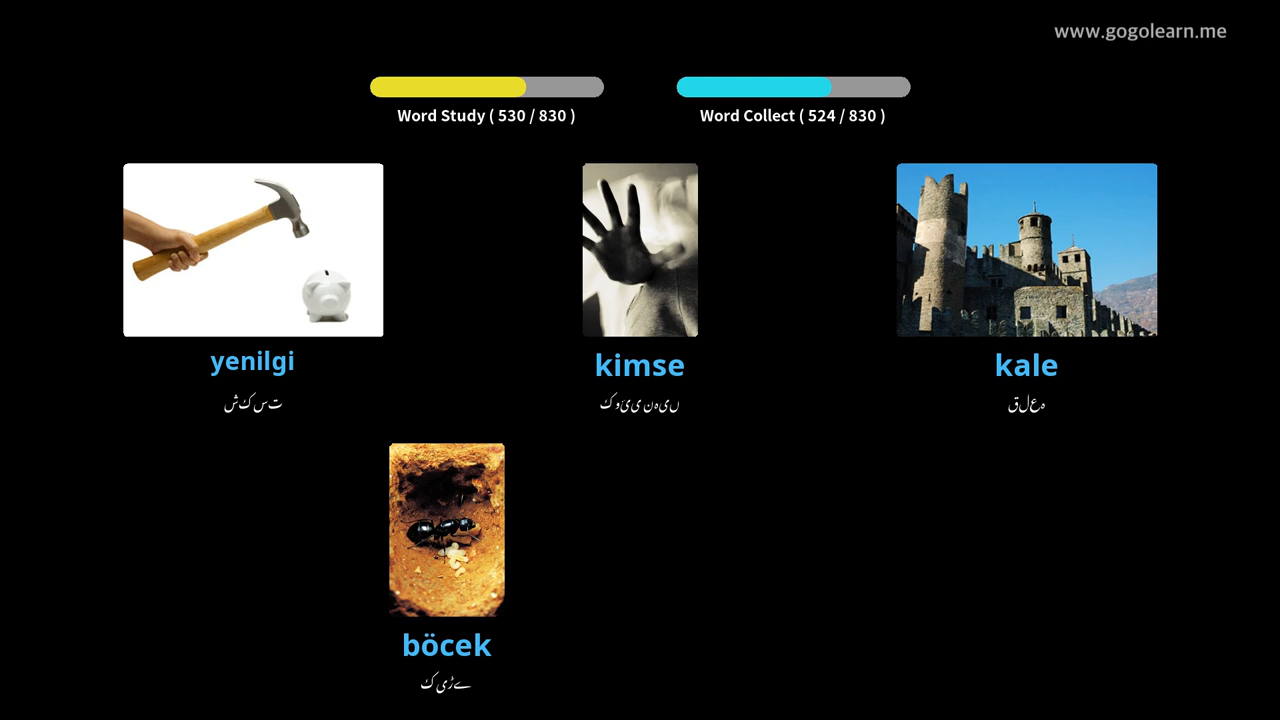 www.gogolearn.me
Word Study ( 530 / 830 )
Word Collect ( 524 / 830 )
yenilgi
شکست
kimse
کوئی نہیں
kale
قلعہ
böcek
کیڑے